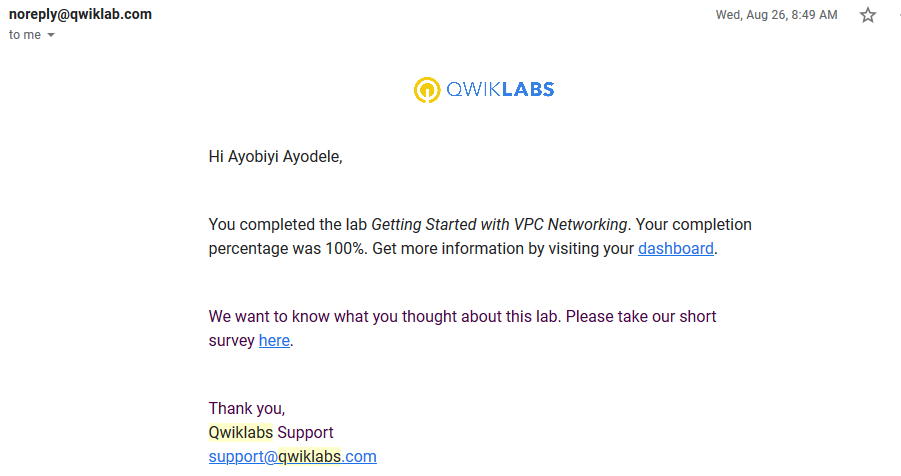 noreply@qwiklab.com
Wed, Aug 26, 8:49 AM
to me
QWIKLABS
Hi Ayobiyi Ayodele,
You completed the lab Getting Started with VPC Networking. Your completion
percentage was 100%. Get more information by visiting your dashboard.
We want to know what you thought about this lab. Please take our short
survey here.
Thank you,
Qwiklabs Support
support@qwiklabs.com